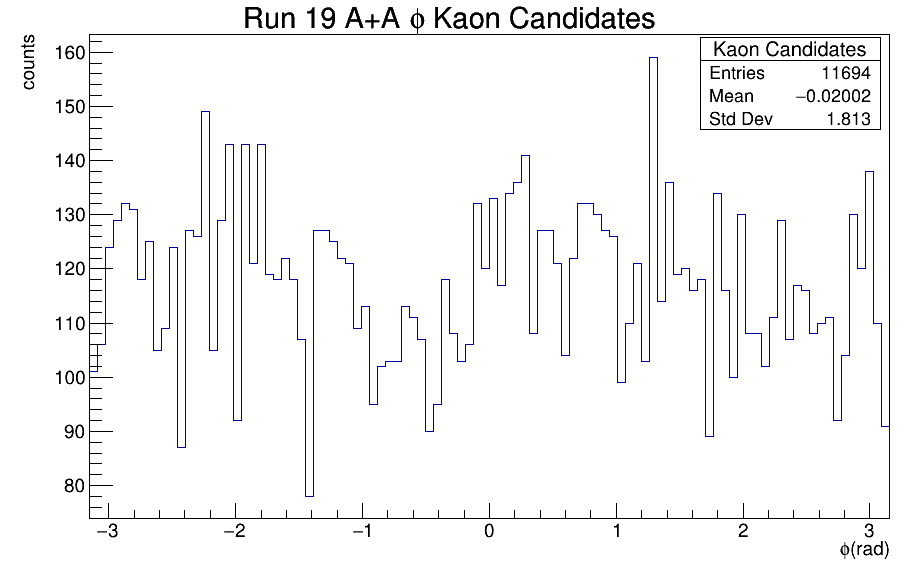 Run 19 A+A ϕ Kaon Candidates
counts
160
150
140
130
120
110
100
90
80
Kaon Candidates
Entries 11694
Mean −0.02002
Std Dev 1.813
−3 −2 −1 0 1 2 3
ϕ(rad)